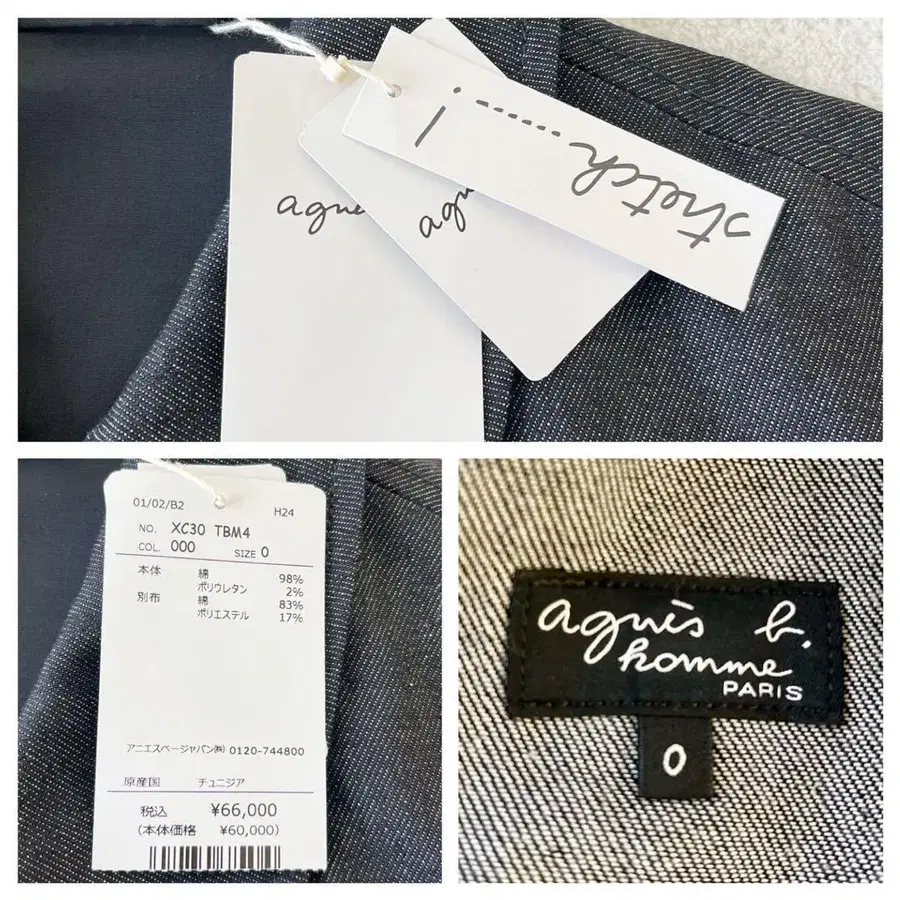 agnè
agn
stretch.......!
01/02/B2
H24
NO. XC30 TBM4
COL. 000 SIZE 0
本体 綿 98%
ポリウレタン 2%
別布 綿 83%
ポリエステル 17%
アニエスベージャパン㈱ 0120-744800
原産国 チュニジア
税込 ¥66,000
(本体価格 ¥60,000)
agnès b.
homme
PARIS
0